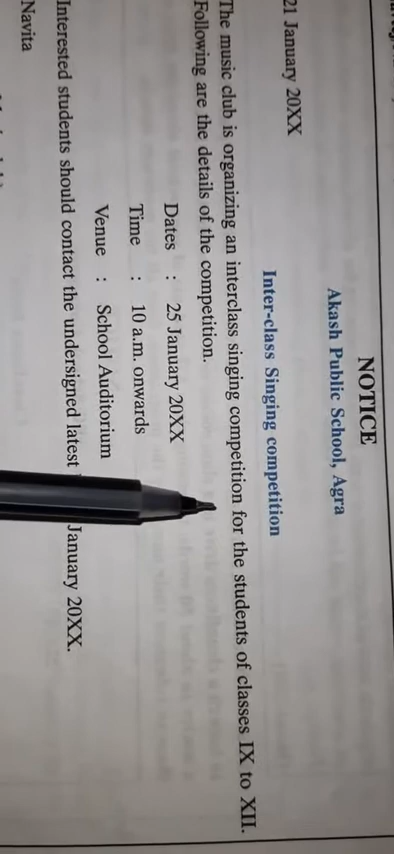 NOTICE
Akash Public School, Agra
21 January 20XX
Inter-class Singing competition
The music club is organizing an interclass singing competition for the students of classes IX to XII.
Following are the details of the competition.
Dates : 25 January 20XX
Time : 10 a.m. onwards
Venue : School Auditorium
Interested students should contact the undersigned latest January 20XX.
Navita